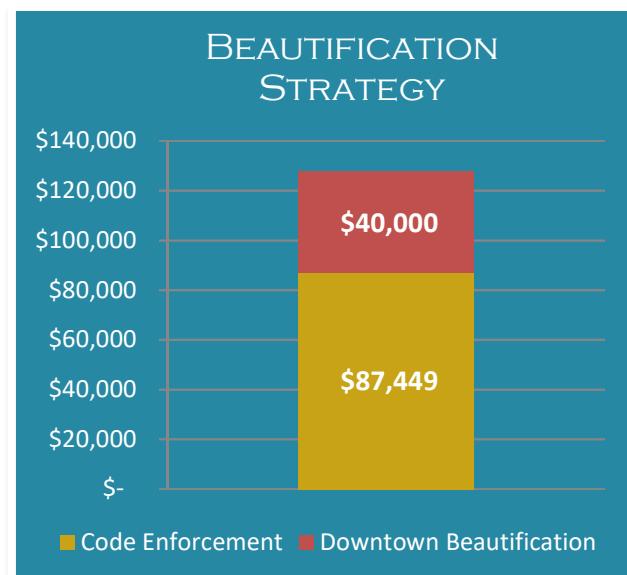 BEAUTIFICATION
STRATEGY
$140,000
$120,000
$100,000
$80,000
$60,000
$40,000
$20,000
$-
$40,000
$87,449
Code Enforcement
Downtown Beautification